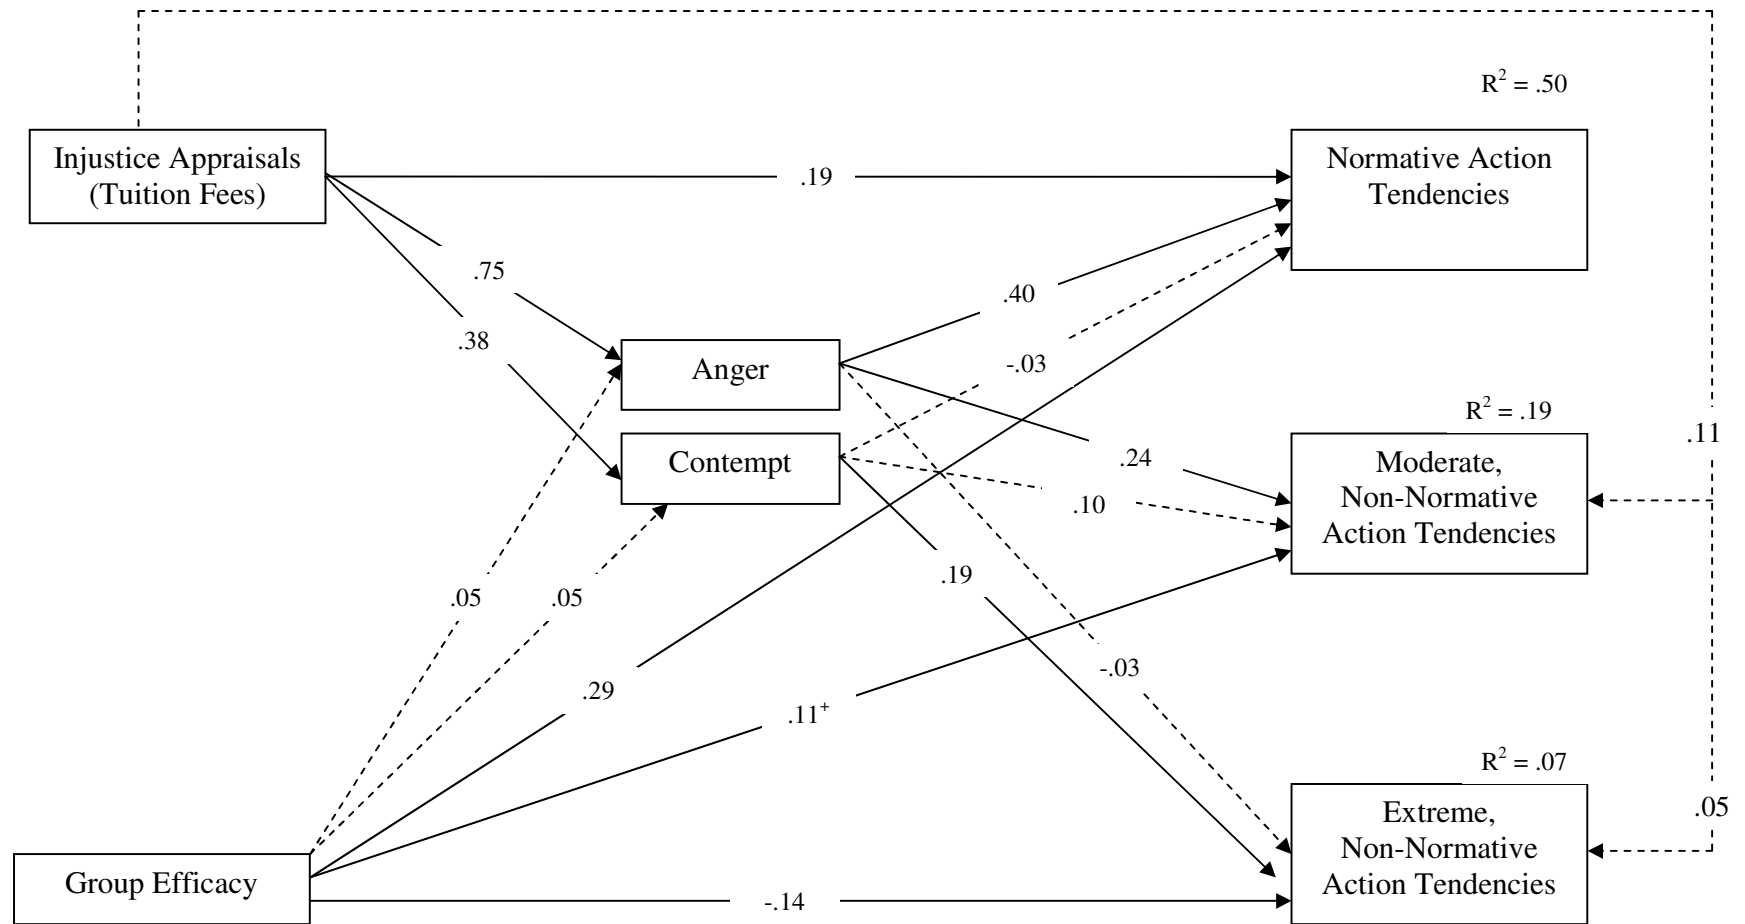 R² = .50
Injustice Appraisals
(Tuition Fees)
.19
Normative Action
Tendencies
.75
.40
.38
-.03
Anger
R² = .19
.11
Contempt
.24
Moderate,
Non-Normative
Action Tendencies
.10
.19
.05
.05
-.03
.29
.11⁺
R² = .07
.05
Extreme,
Non-Normative
Action Tendencies
Group Efficacy
-.14